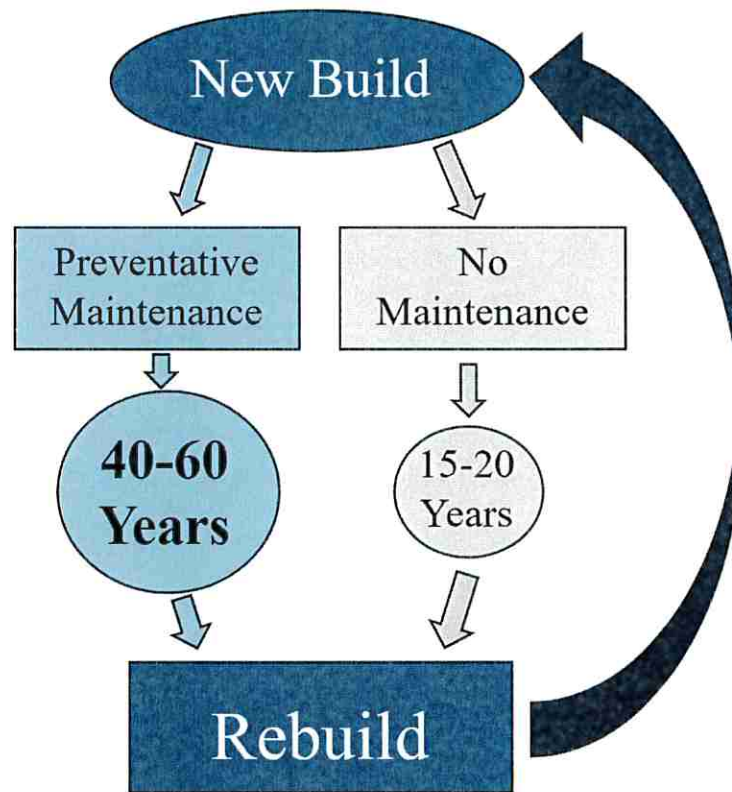 New Build
Preventative
Maintenance
No
Maintenance
40-60
Years
15-20
Years
Rebuild